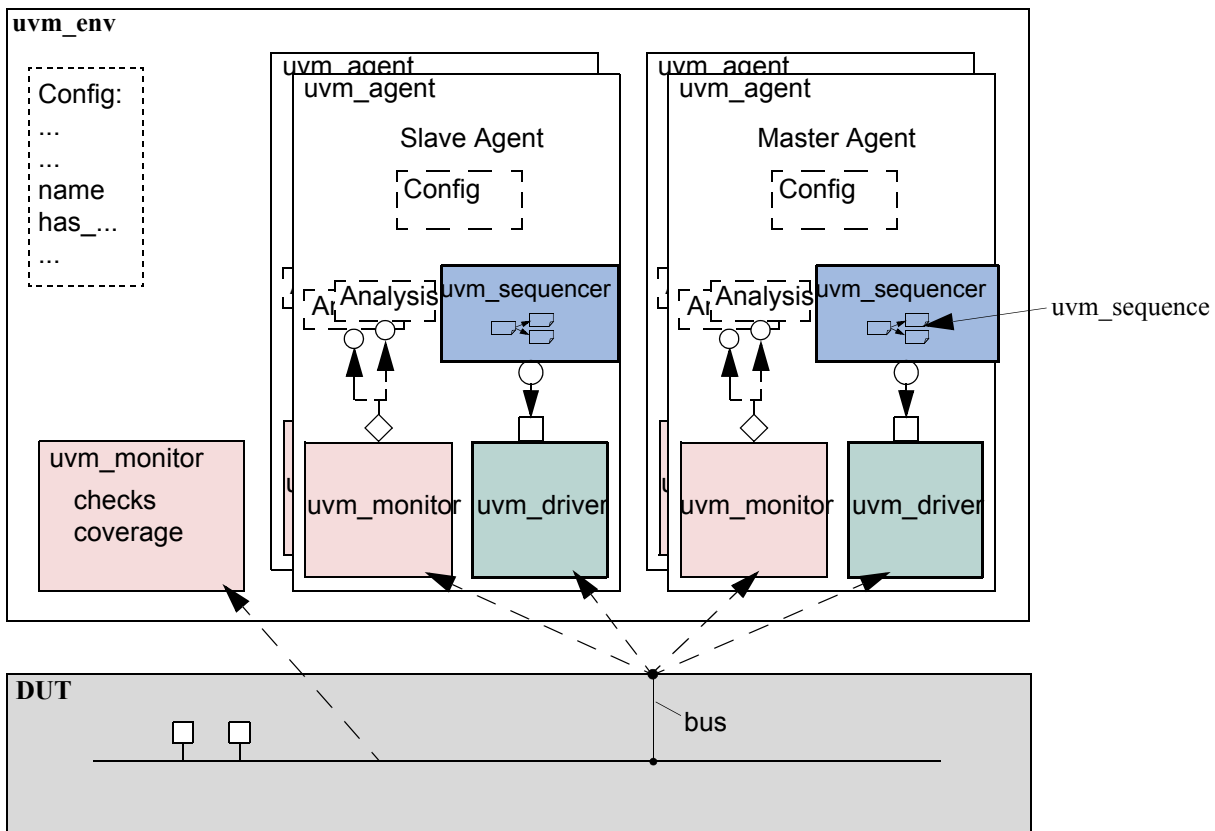 uvm_env
Config:
...
...
name
has_...
...
uvm_agent
uvm_agent
Slave Agent
Config
Analysis
uvm_sequencer
uvm_monitor
uvm_driver
uvm_agent
uvm_agent
Master Agent
Config
Analysis
uvm_sequencer
uvm_monitor
uvm_driver
uvm_sequence
uvm_monitor
checks
coverage
DUT
bus